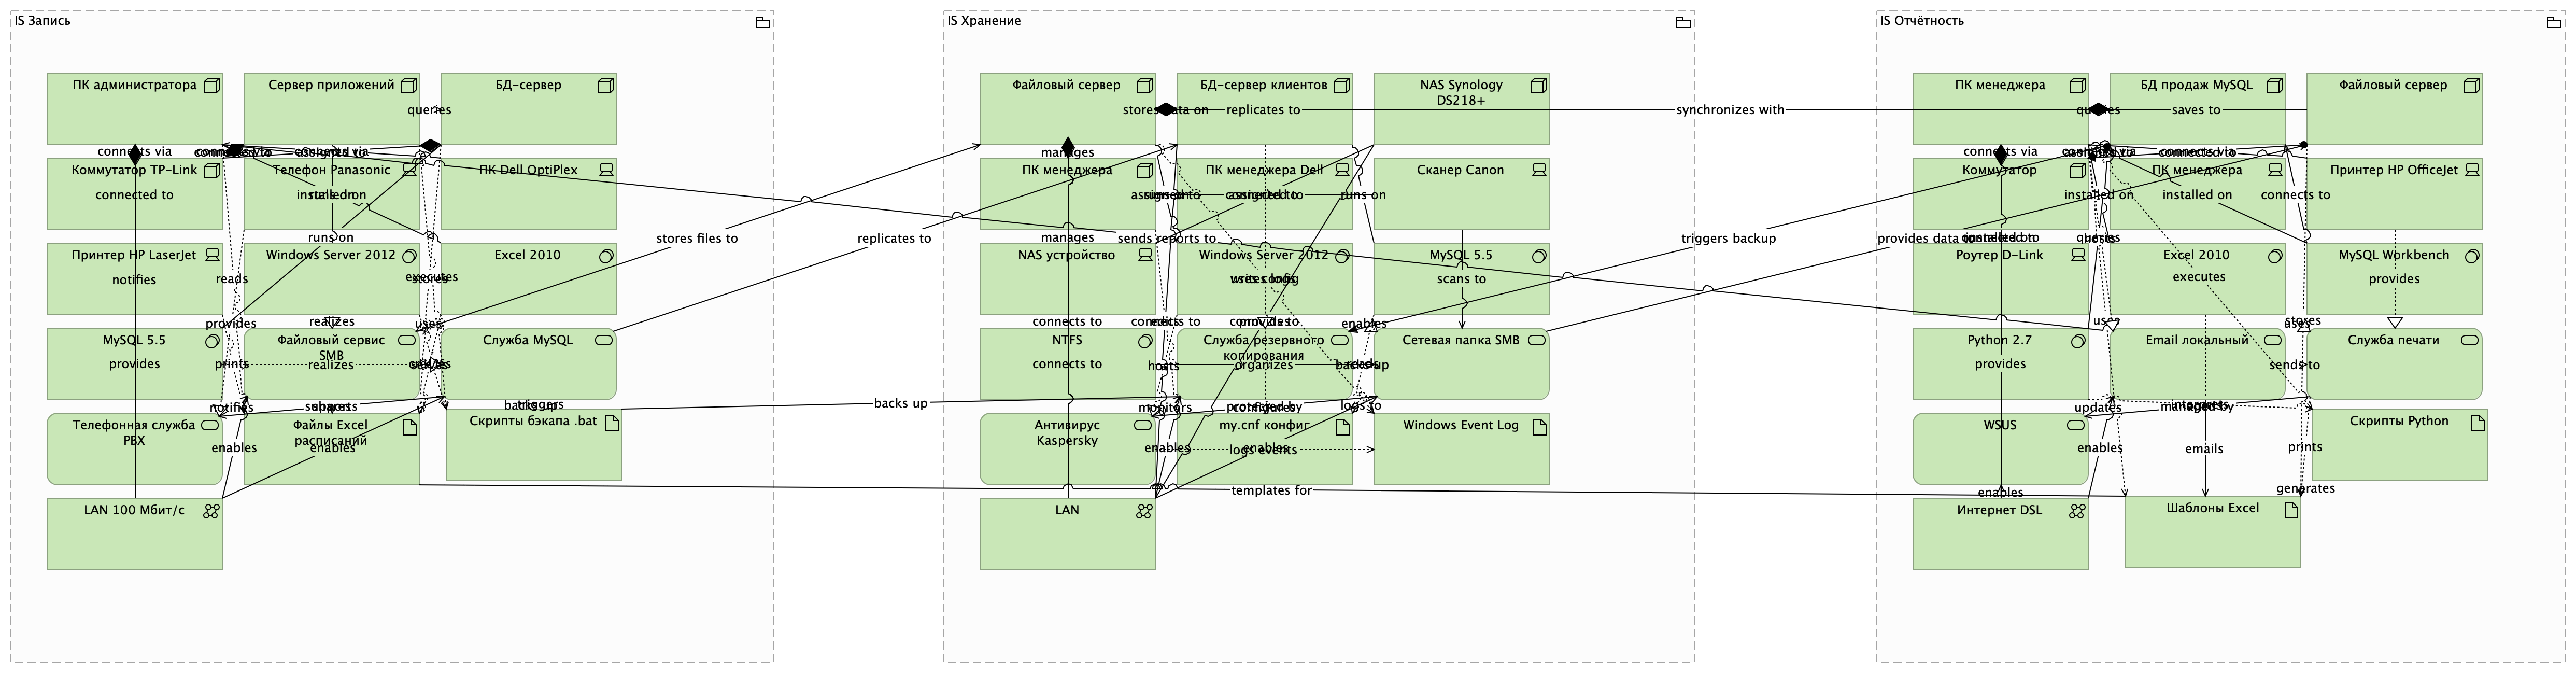 IS Запись
IS Хранение
IS Отчётность
ПК администратора
Сервер приложений
БД-сервер
queries
connects via
Коммутатор TP-Link
Телефон Panasonic
ПК Dell OptiPlex
connected to
installed on
runs on
Принтер HP LaserJet
Windows Server 2012
Excel 2010
notifies
reads
executes
provides
realizes
uses
MySQL 5.5
Файловый сервис
SMB
Служба MySQL
provides
prints
realizes
notifies
triggers
Телефонная служба
PBX
Файлы Excel
расписаний
Скрипты бэкапа .bat
enables
enables
LAN 100 Мбит/с
stores files to
replicates to
backs up
Файловый сервер
БД-сервер клиентов
NAS Synology
DS218+
stores data on
replicates to
synchronizes with
manages
ПК менеджера
ПК менеджера Dell
Сканер Canon
runs on
manages
sends reports to
NAS устройство
Windows Server 2012
MySQL 5.5
scans to
connects to
enables
NTFS
Служба резервного
копирования
Сетевая папка SMB
connects to
hosts
organizes
backs up
monitors
protected by
configures
logs to
Антивирус
Kaspersky
my.cnf конфиг
Windows Event Log
enables
logs events
templates for
LAN
triggers backup
provides data to
ПК менеджера
БД продаж MySQL
Файловый сервер
queries
saves to
connects via
connects via
connected to
Коммутатор
ПК менеджера
Принтер HP OfficeJet
installed on
installed on
connects to
Роутер D-Link
Excel 2010
MySQL Workbench
executes
provides
uses
stores
uses
Python 2.7
Email локальный
Служба печати
provides
sends to
updates
managed by
WSUS
Скрипты Python
enables
emails
prints
enables
generates
Интернет DSL
Шаблоны Excel